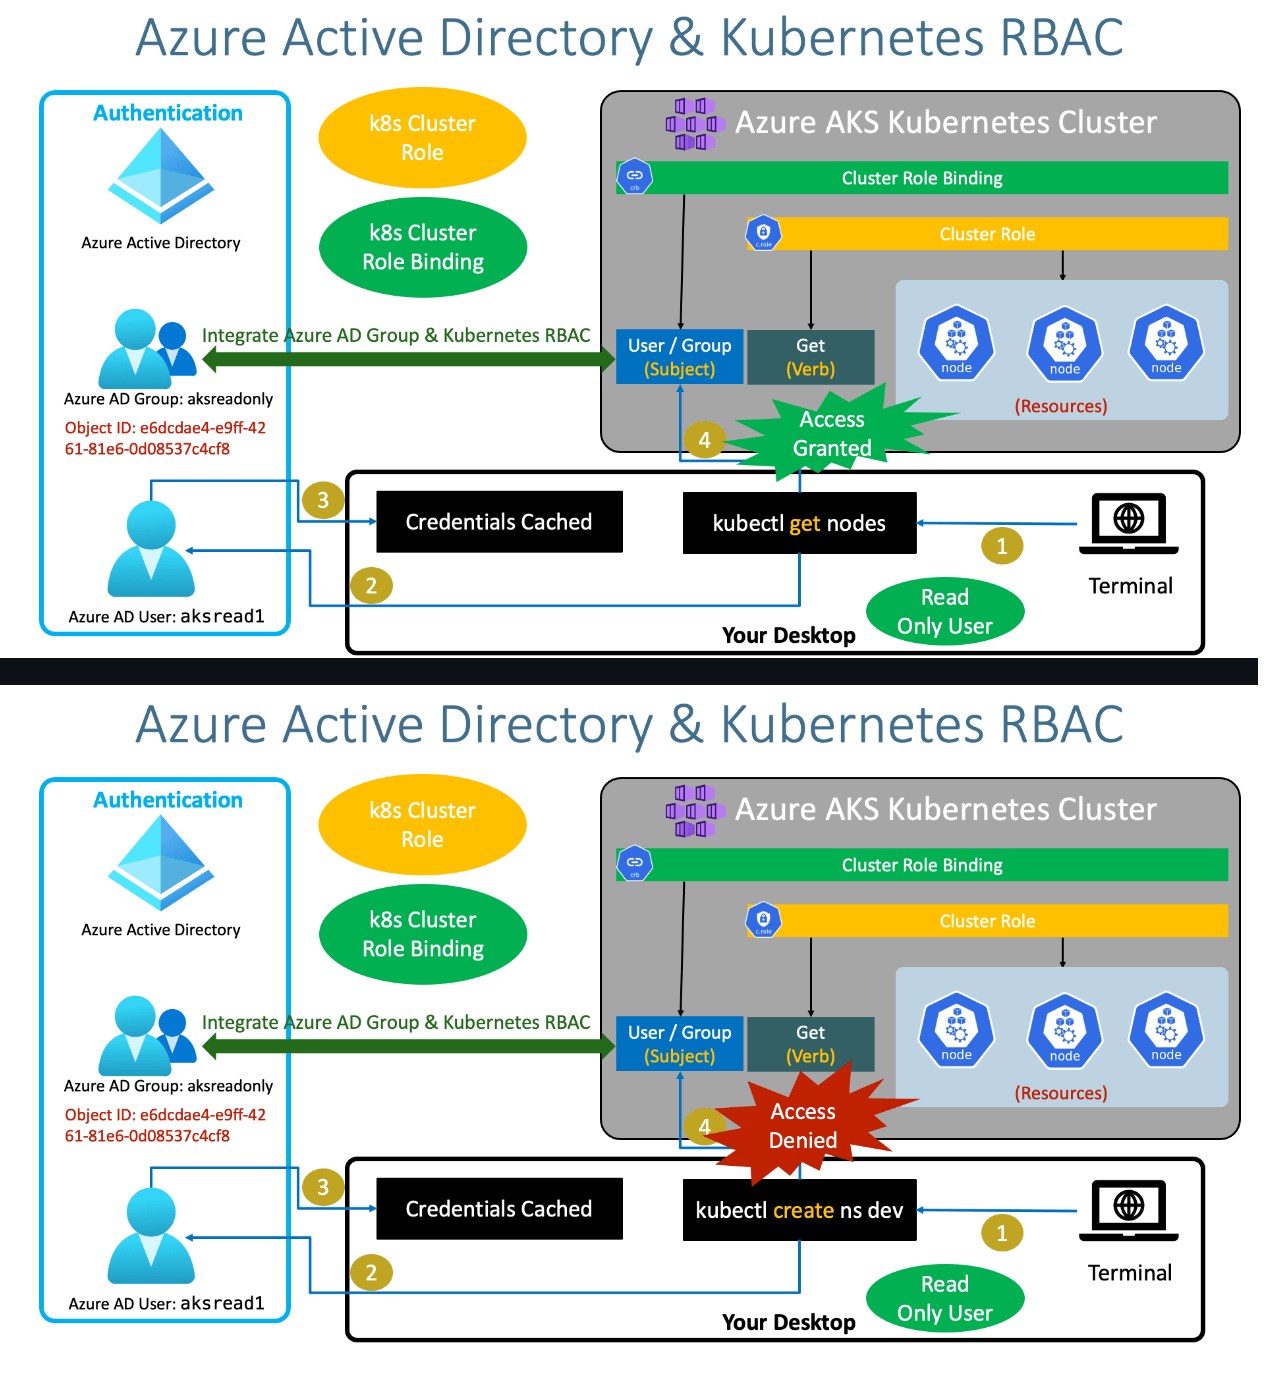 Azure Active Directory & Kubernetes RBAC
Authentication
Azure Active Directory
k8s Cluster
Role
k8s Cluster
Role Binding
Azure AKS Kubernetes Cluster
crb
Cluster Role Binding
c.role
Cluster Role
Integrate Azure AD Group & Kubernetes RBAC
User / Group
(Subject)
Get
(Verb)
node
node
node
(Resources)
Azure AD Group: aksreadonly
Object ID: e6dcdae4-e9ff-42
61-81e6-0d08537c4cf8
4
Access
Granted
3
Credentials Cached
kubectl get nodes
1
Terminal
2
Azure AD User: aksread1
Read
Only User
Your Desktop
Azure Active Directory & Kubernetes RBAC
Authentication
Azure Active Directory
k8s Cluster
Role
k8s Cluster
Role Binding
Azure AKS Kubernetes Cluster
crb
Cluster Role Binding
c.role
Cluster Role
Integrate Azure AD Group & Kubernetes RBAC
User / Group
(Subject)
Get
(Verb)
node
node
node
(Resources)
Azure AD Group: aksreadonly
Object ID: e6dcdae4-e9ff-42
61-81e6-0d08537c4cf8
4
Access
Denied
3
Credentials Cached
kubectl create ns dev
1
Terminal
2
Azure AD User: aksread1
Read
Only User
Your Desktop